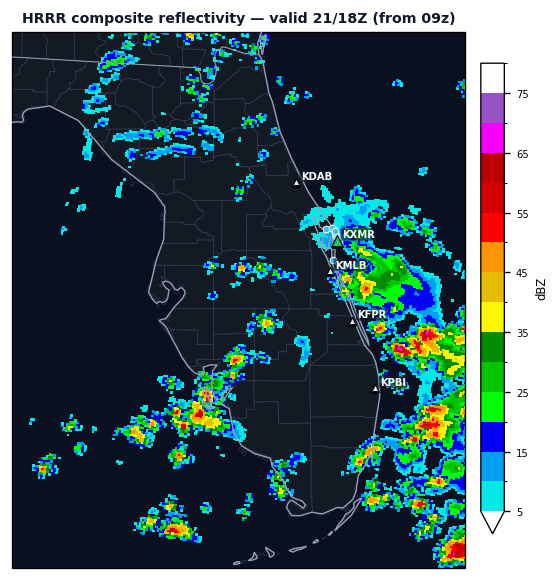 HRRR composite reflectivity — valid 21/18Z (from 09z)
75
KDAB
65
KXMR
55
KMLB
45
dBZ
KFPR
35
KPBI
25
15
5